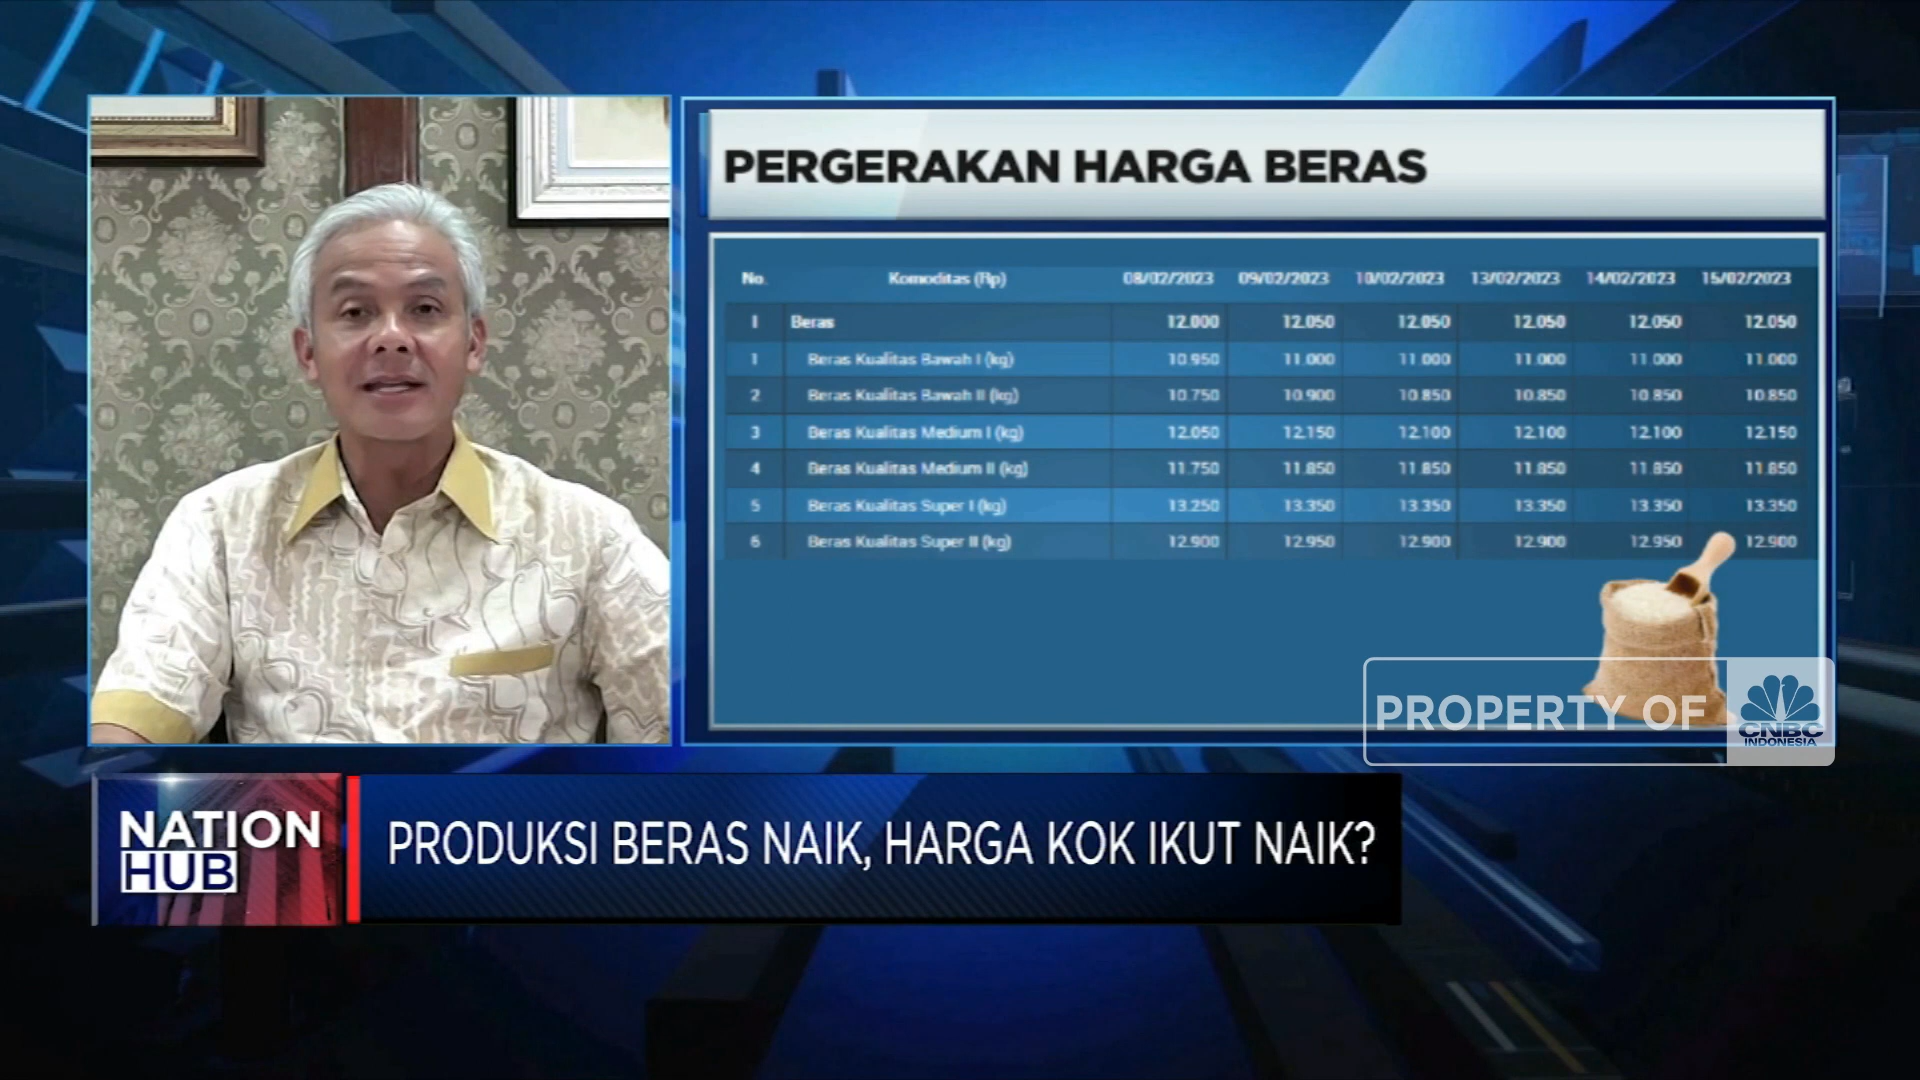 PERGERAKAN HARGA BERAS
No. Komoditas (Rp) 08/02/2023 09/02/2023 10/02/2023 13/02/2023 14/02/2023 15/02/2023
I Beras 12.000 12.050 12.050 12.050 12.050 12.050
1 Beras Kualitas Bawah I (kg) 10.950 11.000 11.000 11.000 11.000 11.000
2 Beras Kualitas Bawah II (kg) 10.750 10.900 10.850 10.850 10.850 10.850
3 Beras Kualitas Medium I (kg) 12.050 12.150 12.100 12.100 12.100 12.150
4 Beras Kualitas Medium II (kg) 11.750 11.850 11.850 11.850 11.850 11.850
5 Beras Kualitas Super I (kg) 13.250 13.350 13.350 13.350 13.350 13.350
6 Beras Kualitas Super II (kg) 12.900 12.950 12.900 12.900 12.950 12.900
PROPERTY OF
CNBC
INDONESIA
NATION
HUB
PRODUKSI BERAS NAIK, HARGA KOK IKUT NAIK?